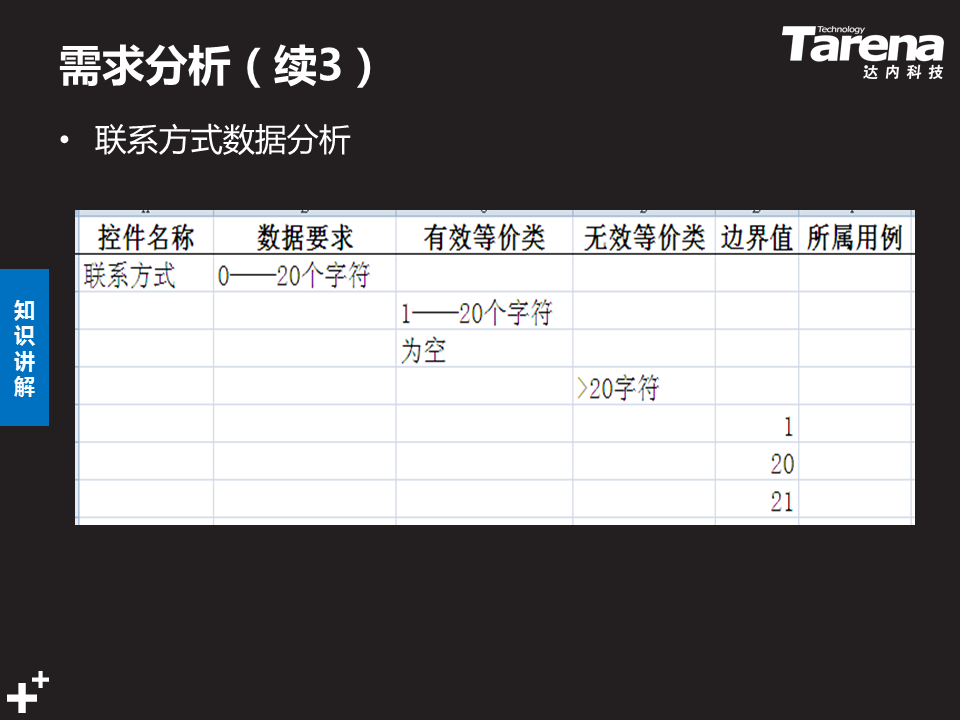 需求分析（续3）
Technology
Tarena
达内科技
• 联系方式数据分析
控件名称 数据要求 有效等价类 无效等价类 边界值 所属用例
联系方式 0——20个字符
1——20个字符
为空
>20字符
1
20
21
知识讲解